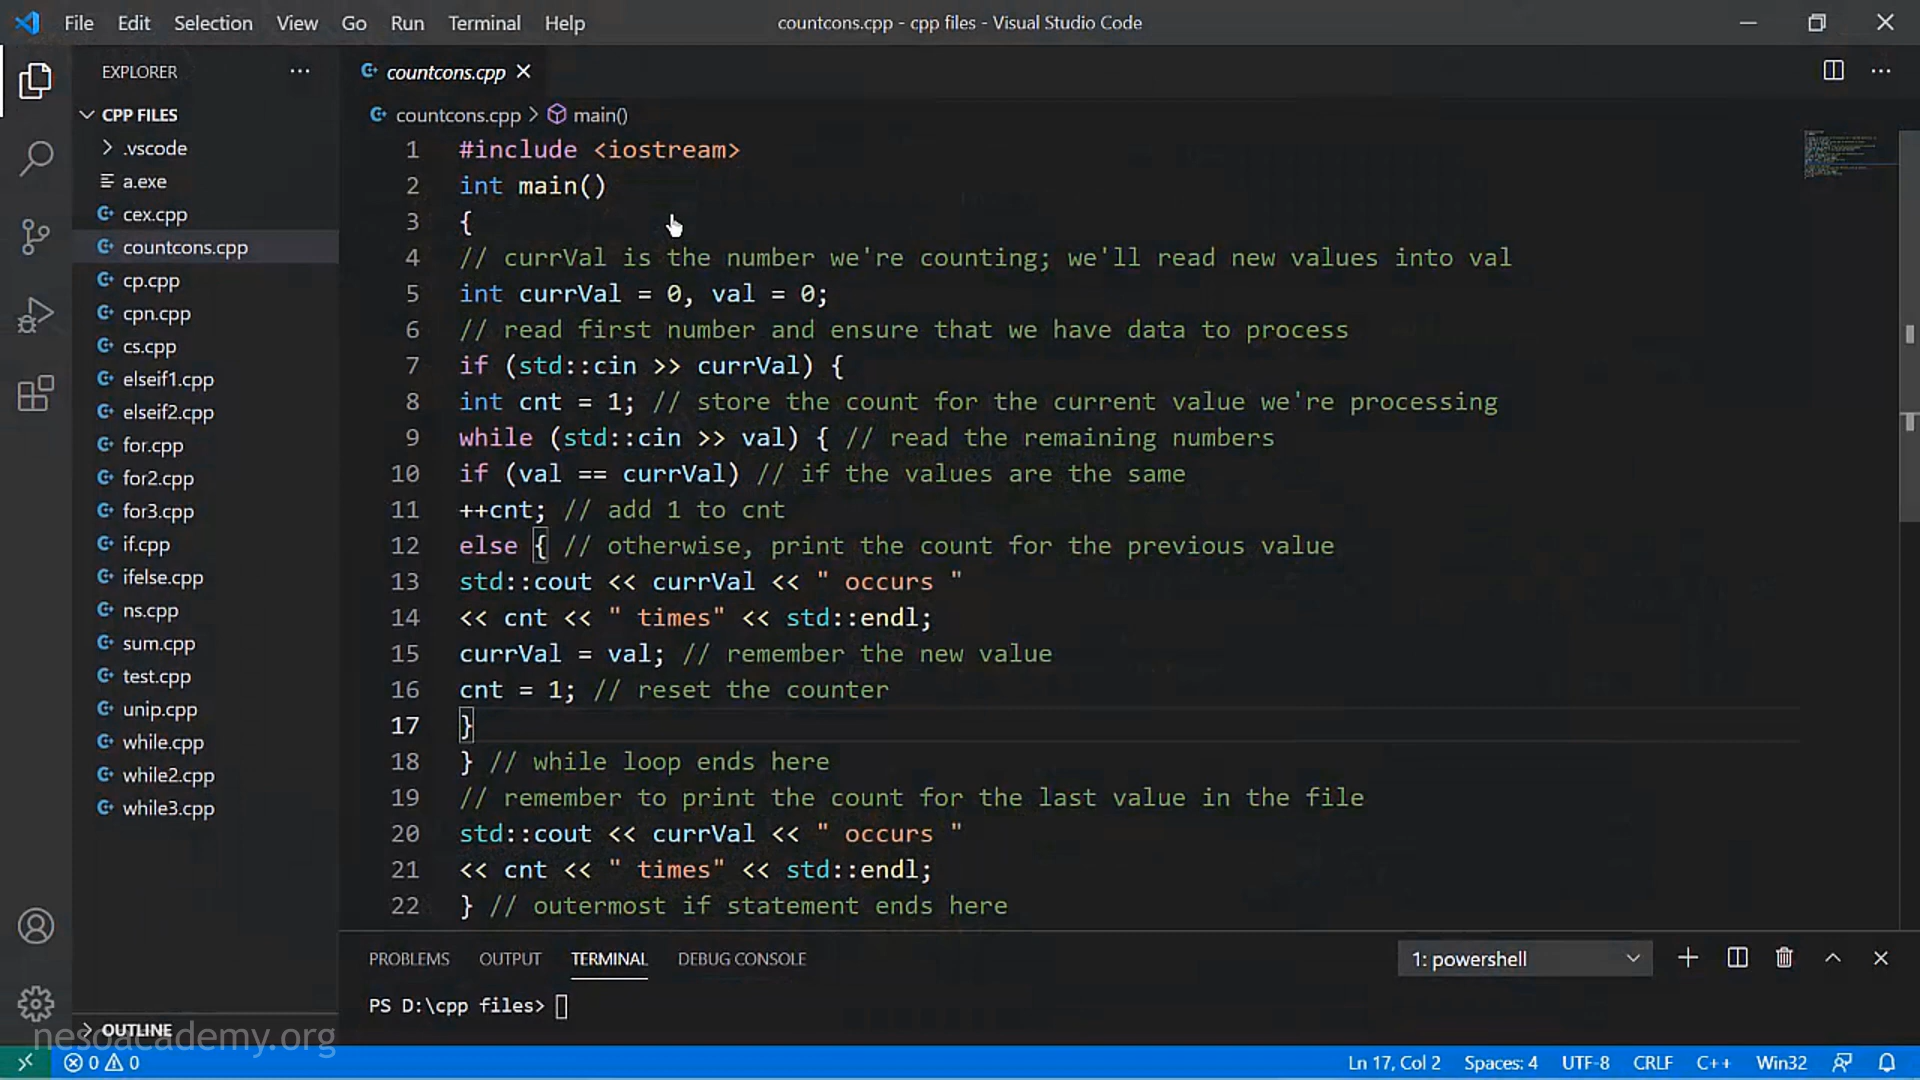 File Edit Selection View Go Run Terminal Help
countcons.cpp - cpp files - Visual Studio Code
EXPLORER
CPP FILES
.vscode
a.exe
cex.cpp
countcons.cpp
cp.cpp
cpn.cpp
cs.cpp
elseif1.cpp
elseif2.cpp
for.cpp
for2.cpp
for3.cpp
if.cpp
ifelse.cpp
ns.cpp
sum.cpp
test.cpp
unip.cpp
while.cpp
while2.cpp
while3.cpp
OUTLINE
nesoacademy.org
countcons.cpp
countcons.cpp > main()
1 #include <iostream>
2 int main()
3 {
4 // currVal is the number we're counting; we'll read new values into val
5 int currVal = 0, val = 0;
6 // read first number and ensure that we have data to process
7 if (std::cin >> currVal) {
8 int cnt = 1; // store the count for the current value we're processing
9 while (std::cin >> val) { // read the remaining numbers
10 if (val == currVal) // if the values are the same
11 ++cnt; // add 1 to cnt
12 else { // otherwise, print the count for the previous value
13 std::cout << currVal << " occurs "
14 << cnt << " times" << std::endl;
15 currVal = val; // remember the new value
16 cnt = 1; // reset the counter
17 }
18 } // while loop ends here
19 // remember to print the count for the last value in the file
20 std::cout << currVal << " occurs "
21 << cnt << " times" << std::endl;
22 } // outermost if statement ends here
PROBLEMS OUTPUT TERMINAL DEBUG CONSOLE
1: powershell
PS D:\cpp files>
0 0
Ln 17, Col 2 Spaces: 4 UTF-8 CRLF C++ Win32